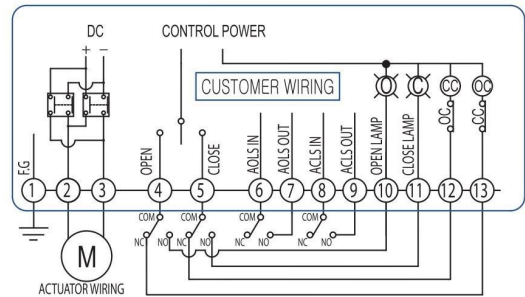 DC
CONTROL POWER
+ −
CUSTOMER WIRING
O
C
CC
OC
OC
CC
F.G
OPEN
CLOSE
AOLS IN
AOLS OUT
ACLS IN
ACLS OUT
OPEN LAMP
CLOSE LAMP
1 2 3 4 5 6 7 8 9 10 11 12 13
COM COM COM COM
NC NO NC NO NC NO NC NO
M
ACTUATOR WIRING